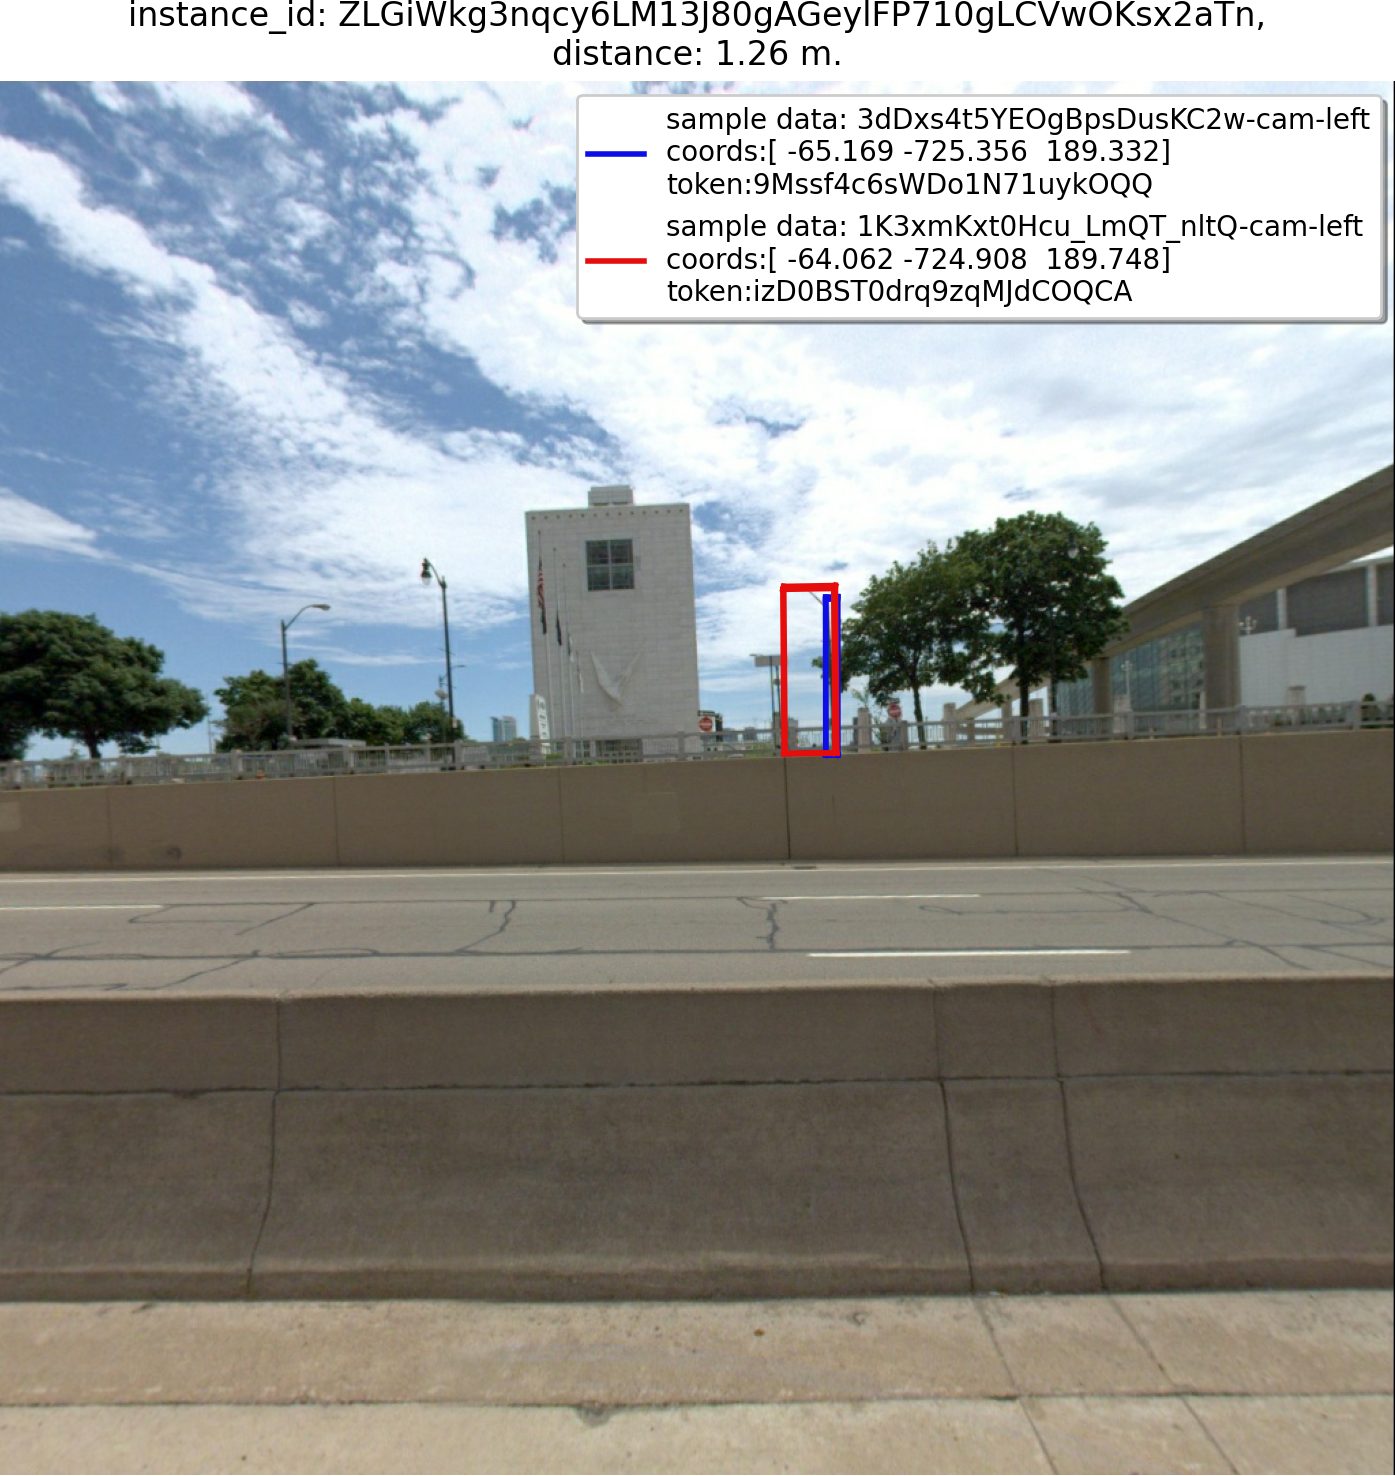 instance_id: ZLGiWkg3nqcy6LM13J80gAGeylFP710gLCVwOKsx2aTn,
distance: 1.26 m.
sample data: 3dDxs4t5YEOgBpsDusKC2w-cam-left
coords:[ -65.169 -725.356  189.332]
token:9Mssf4c6sWDo1N71uykOQQ
sample data: 1K3xmKxt0Hcu_LmQT_nltQ-cam-left
coords:[ -64.062 -724.908  189.748]
token:izD0BST0drq9zqMJdCOQCA